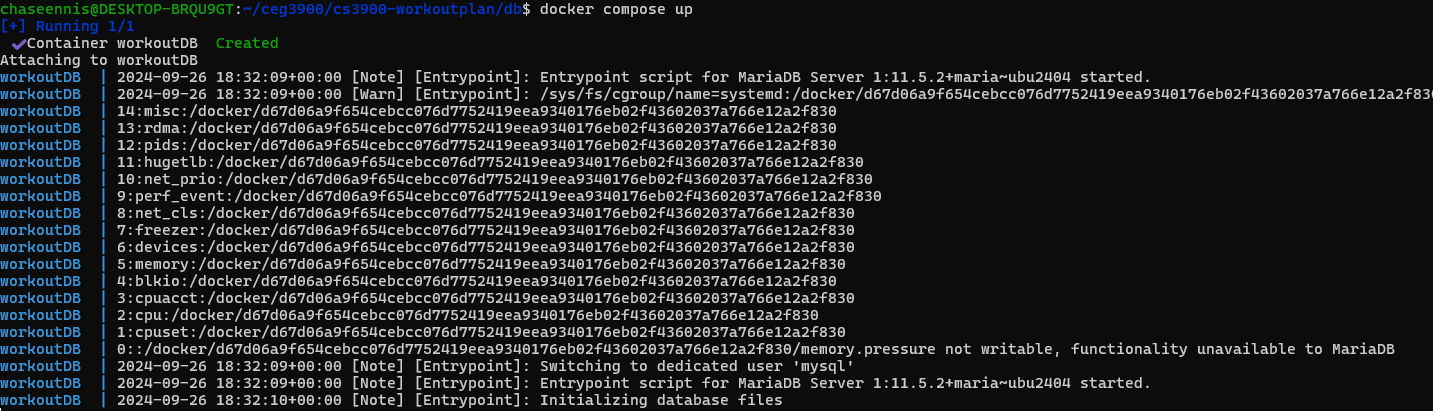 chaseennis@DESKTOP-BRQU9GT:~/ceg3900/cs3900-workoutplan/db$ docker compose up
[+] Running 1/1
✔Container workoutDB  Created
Attaching to workoutDB
workoutDB  | 2024-09-26 18:32:09+00:00 [Note] [Entrypoint]: Entrypoint script for MariaDB Server 1:11.5.2+maria~ubu2404 started.
workoutDB  | 2024-09-26 18:32:09+00:00 [Warn] [Entrypoint]: /sys/fs/cgroup/name=systemd:/docker/d67d06a9f654cebcc076d7752419eea9340176eb02f43602037a766e12a2f830
workoutDB  | 14:misc:/docker/d67d06a9f654cebcc076d7752419eea9340176eb02f43602037a766e12a2f830
workoutDB  | 13:rdma:/docker/d67d06a9f654cebcc076d7752419eea9340176eb02f43602037a766e12a2f830
workoutDB  | 12:pids:/docker/d67d06a9f654cebcc076d7752419eea9340176eb02f43602037a766e12a2f830
workoutDB  | 11:hugetlb:/docker/d67d06a9f654cebcc076d7752419eea9340176eb02f43602037a766e12a2f830
workoutDB  | 10:net_prio:/docker/d67d06a9f654cebcc076d7752419eea9340176eb02f43602037a766e12a2f830
workoutDB  | 9:perf_event:/docker/d67d06a9f654cebcc076d7752419eea9340176eb02f43602037a766e12a2f830
workoutDB  | 8:net_cls:/docker/d67d06a9f654cebcc076d7752419eea9340176eb02f43602037a766e12a2f830
workoutDB  | 7:freezer:/docker/d67d06a9f654cebcc076d7752419eea9340176eb02f43602037a766e12a2f830
workoutDB  | 6:devices:/docker/d67d06a9f654cebcc076d7752419eea9340176eb02f43602037a766e12a2f830
workoutDB  | 5:memory:/docker/d67d06a9f654cebcc076d7752419eea9340176eb02f43602037a766e12a2f830
workoutDB  | 4:blkio:/docker/d67d06a9f654cebcc076d7752419eea9340176eb02f43602037a766e12a2f830
workoutDB  | 3:cpuacct:/docker/d67d06a9f654cebcc076d7752419eea9340176eb02f43602037a766e12a2f830
workoutDB  | 2:cpu:/docker/d67d06a9f654cebcc076d7752419eea9340176eb02f43602037a766e12a2f830
workoutDB  | 1:cpuset:/docker/d67d06a9f654cebcc076d7752419eea9340176eb02f43602037a766e12a2f830
workoutDB  | 0::/docker/d67d06a9f654cebcc076d7752419eea9340176eb02f43602037a766e12a2f830/memory.pressure not writable, functionality unavailable to MariaDB
workoutDB  | 2024-09-26 18:32:09+00:00 [Note] [Entrypoint]: Switching to dedicated user 'mysql'
workoutDB  | 2024-09-26 18:32:09+00:00 [Note] [Entrypoint]: Entrypoint script for MariaDB Server 1:11.5.2+maria~ubu2404 started.
workoutDB  | 2024-09-26 18:32:10+00:00 [Note] [Entrypoint]: Initializing database files